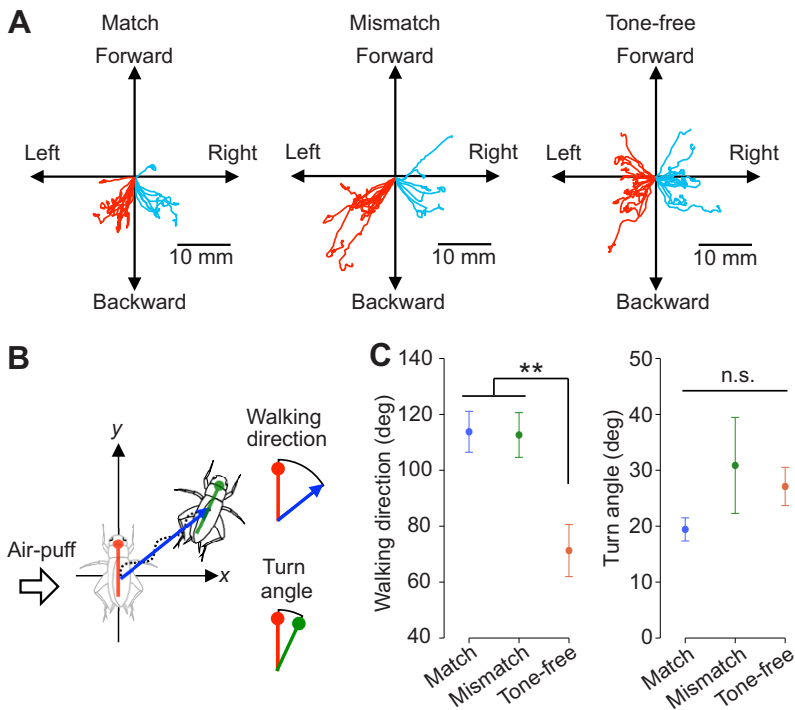 A
Match
Forward
Left
Right
10 mm
Backward
Mismatch
Forward
Left
Right
10 mm
Backward
Tone-free
Forward
Left
Right
10 mm
Backward
B
y
x
Air-puff
Walking
direction
Turn
angle
C
Walking direction (deg)
140
120
100
80
60
40
**
Match
Mismatch
Tone-free
Turn angle (deg)
50
40
30
20
10
0
n.s.
Match
Mismatch
Tone-free